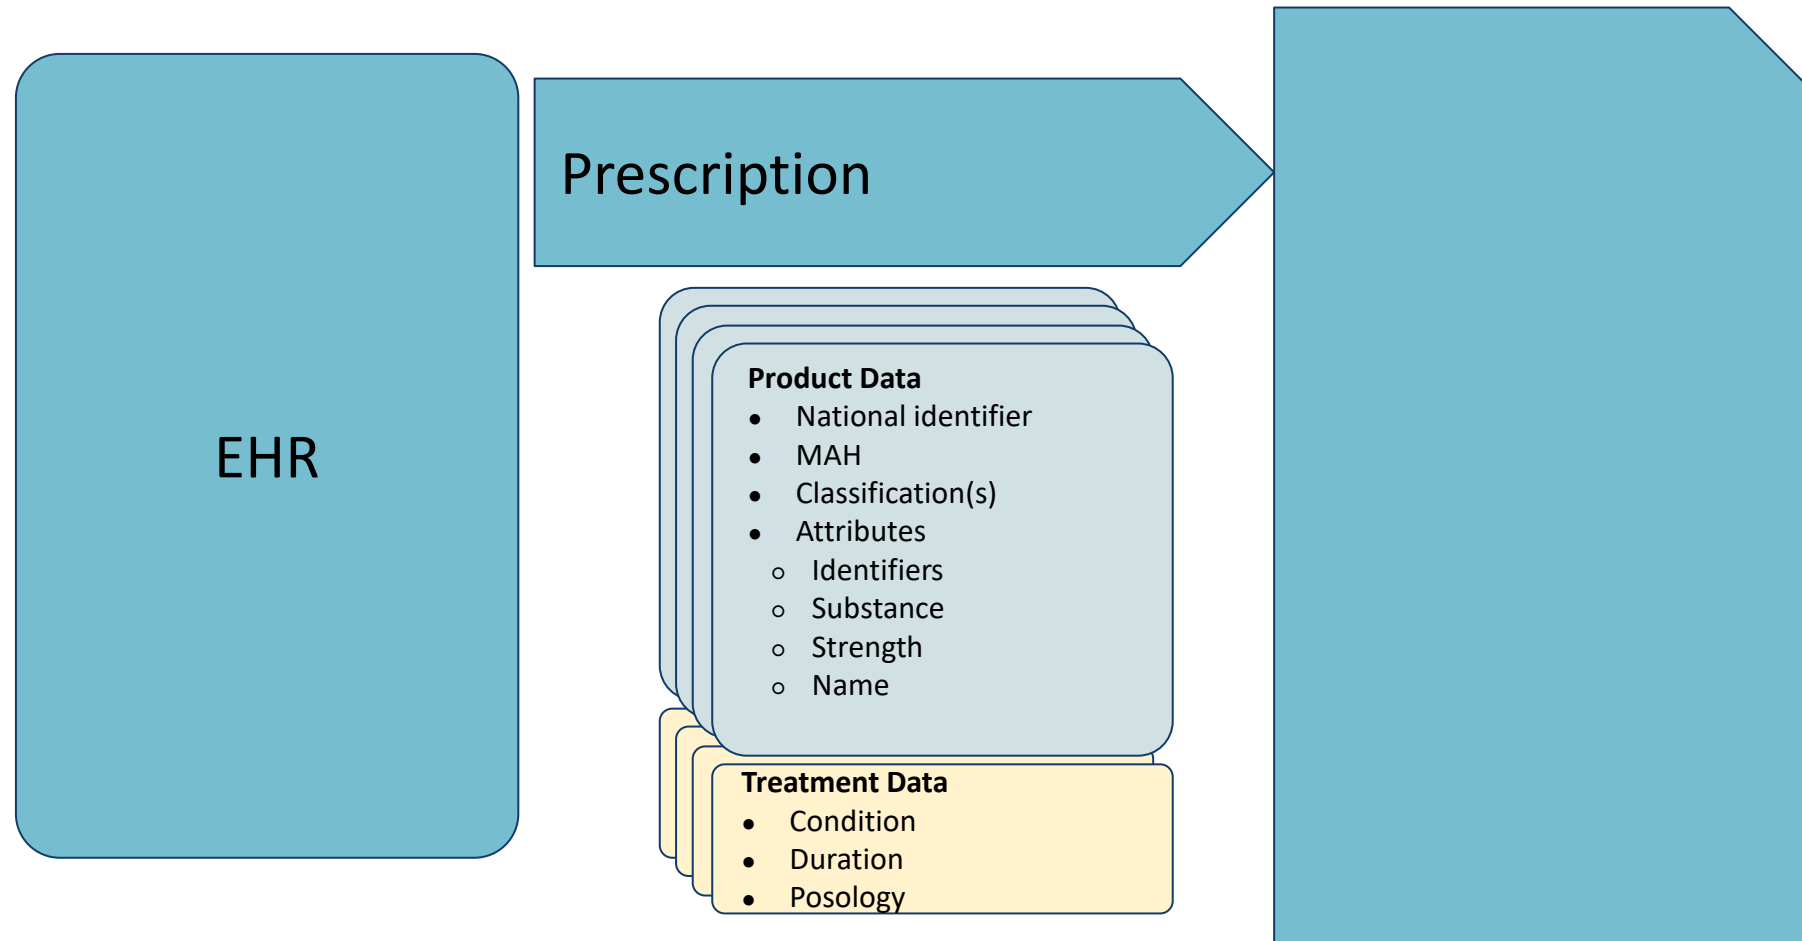 EHR
Prescription
Product Data
● National identifier
● MAH
● Classification(s)
● Attributes
○ Identifiers
○ Substance
○ Strength
○ Name
Treatment Data
● Condition
● Duration
● Posology